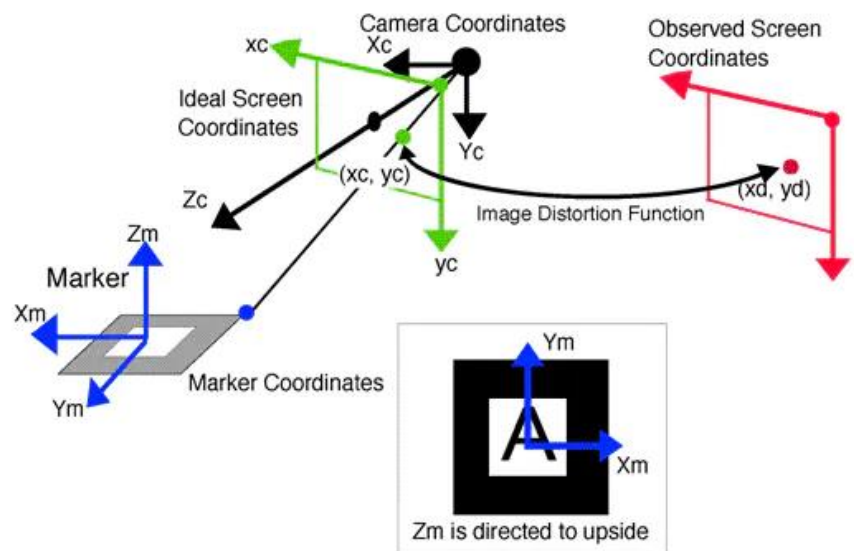 Camera Coordinates
xc
Xc
Observed Screen
Coordinates
Ideal Screen
Coordinates
Yc
(xc, yc)
(xd, yd)
Zc
Image Distortion Function
Zm
yc
Marker
Xm
Ym
Marker Coordinates
Ym
A
Xm
Zm is directed to upside